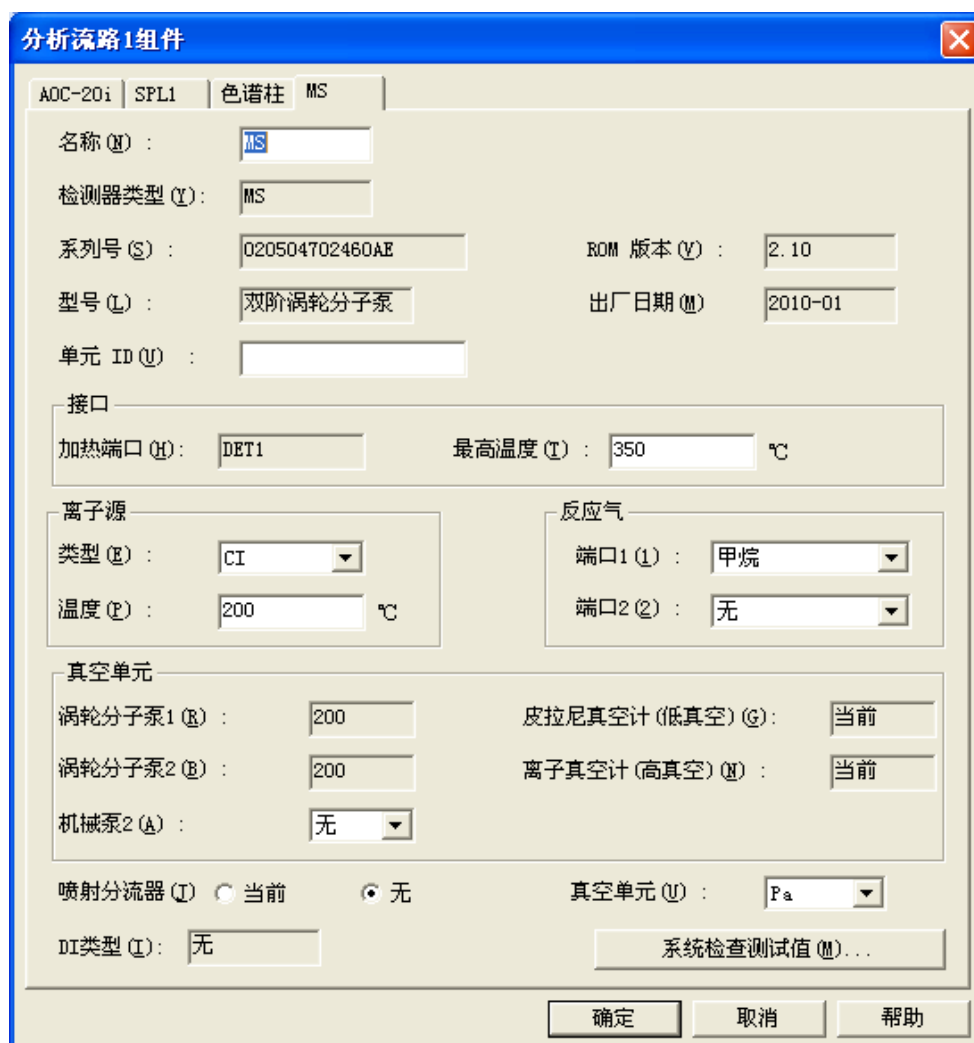 分析流路1组件
AOC-20i SPL1 色谱柱 MS
名称(N) : MS
检测器类型(Y): MS
系列号(S) : 020504702460AE ROM 版本(V) : 2.10
型号(L) : 双阶涡轮分子泵 出厂日期(M) 2010-01
单元 ID(U) :
接口
加热端口(H): DET1 最高温度(T) : 350 ℃
离子源 反应气
类型(E) : CI 端口1(1) : 甲烷
温度(P) : 200 ℃ 端口2(2) : 无
真空单元
涡轮分子泵1(R) : 200 皮拉尼真空计(低真空)(G): 当前
涡轮分子泵2(B) : 200 离子真空计(高真空)(N) : 当前
机械泵2(A) : 无
喷射分流器(J) 当前 无 真空单元(U) : Pa
DI类型(I): 无 系统检查测试值(M)...
确定 取消 帮助